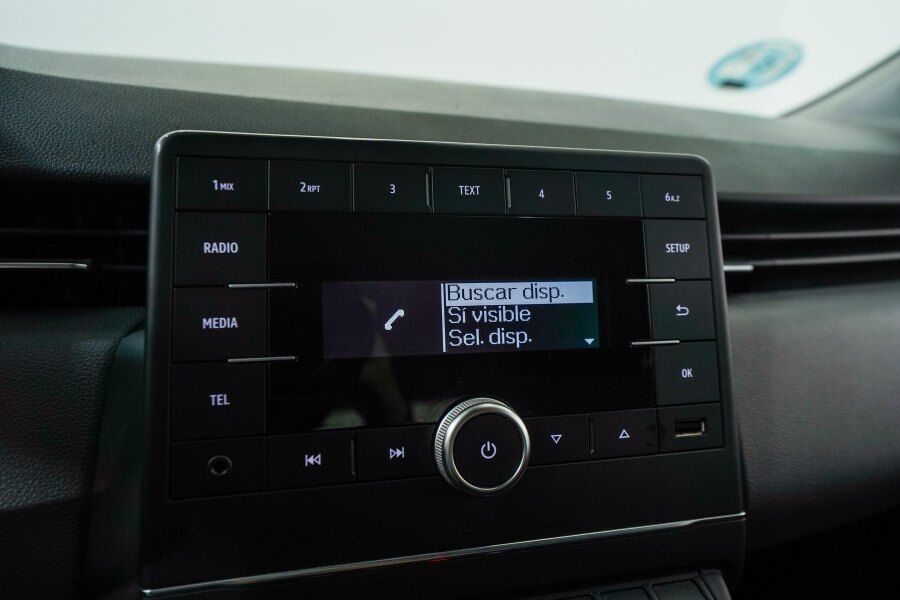 1 MIX 2 RPT 3 TEXT 4 5 6 A.Z
RADIO
SETUP
Buscar disp.
MEDIA
Sí visible
Sel. disp.
TEL
OK